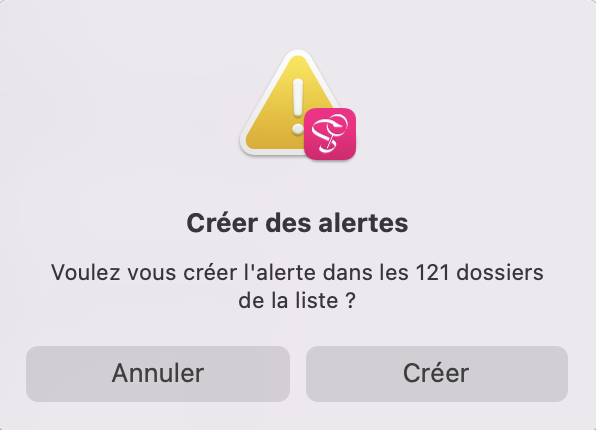 Créer des alertes
Voulez vous créer l'alerte dans les 121 dossiers
de la liste ?
Annuler
Créer